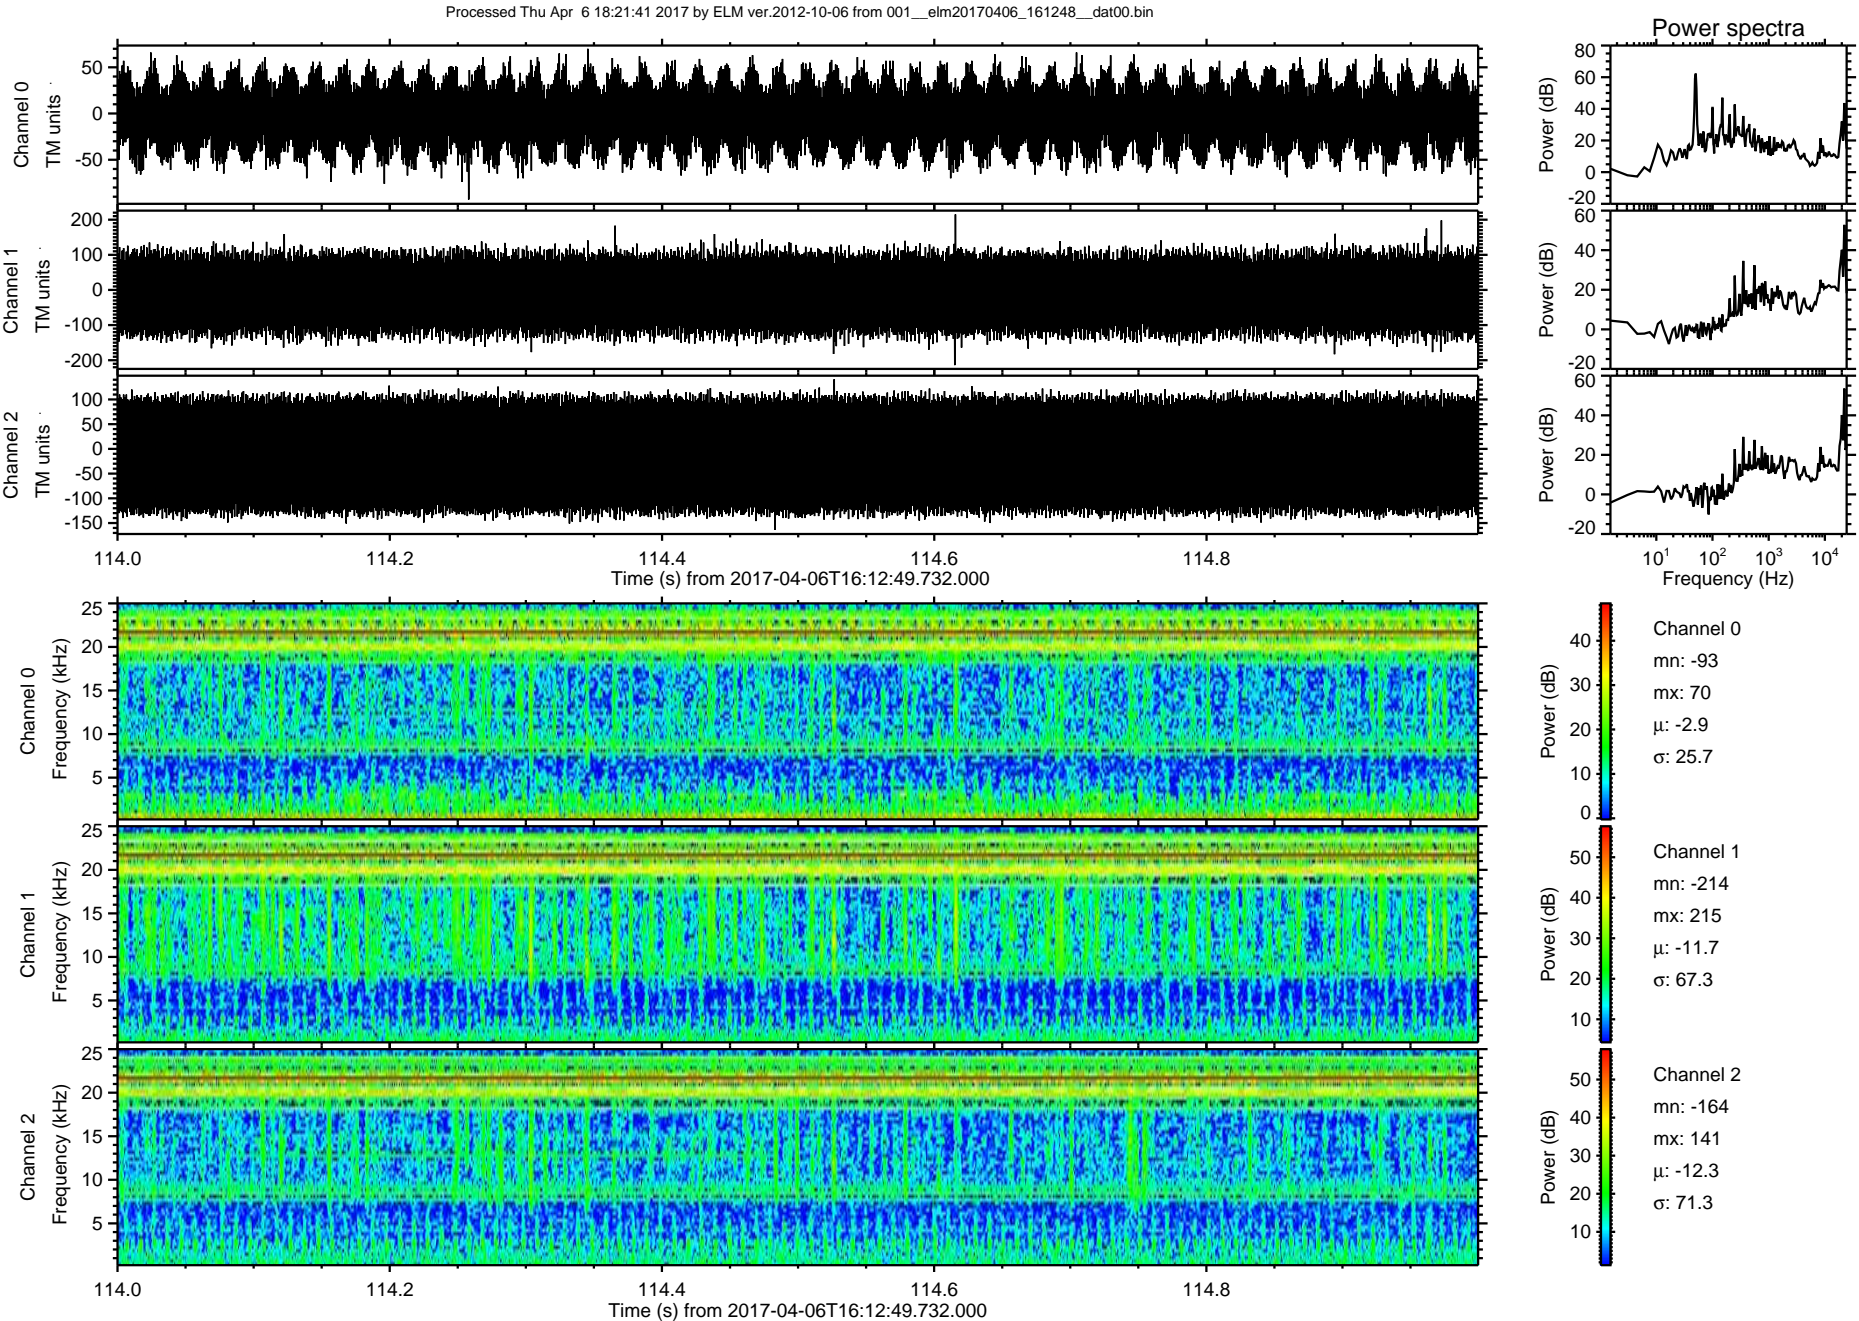 Processed Thu Apr  6 18:21:41 2017 by ELM ver.2012-10-06 from 001__elm20170406_161248__dat00.bin
Power spectra
Channel 0
TM units
50
0
-50
Power (dB)
80
60
40
20
0
-20
Channel 1
TM units
200
100
0
-100
-200
Power (dB)
60
40
20
0
-20
Channel 2
TM units
100
50
0
-50
-100
-150
Power (dB)
60
40
20
0
-20
114.0
114.2
114.4
114.6
114.8
Time (s) from 2017-04-06T16:12:49.732.000
10^1
10^2
10^3
10^4
Frequency (Hz)
Channel 0
Frequency (kHz)
25
20
15
10
5
Power (dB)
40
30
20
10
0
Channel 0
mn: -93
mx: 70
μ: -2.9
σ: 25.7
Channel 1
Frequency (kHz)
25
20
15
10
5
Power (dB)
50
40
30
20
10
Channel 1
mn: -214
mx: 215
μ: -11.7
σ: 67.3
Channel 2
Frequency (kHz)
25
20
15
10
5
Power (dB)
50
40
30
20
10
Channel 2
mn: -164
mx: 141
μ: -12.3
σ: 71.3
114.0
114.2
114.4
114.6
114.8
Time (s) from 2017-04-06T16:12:49.732.000